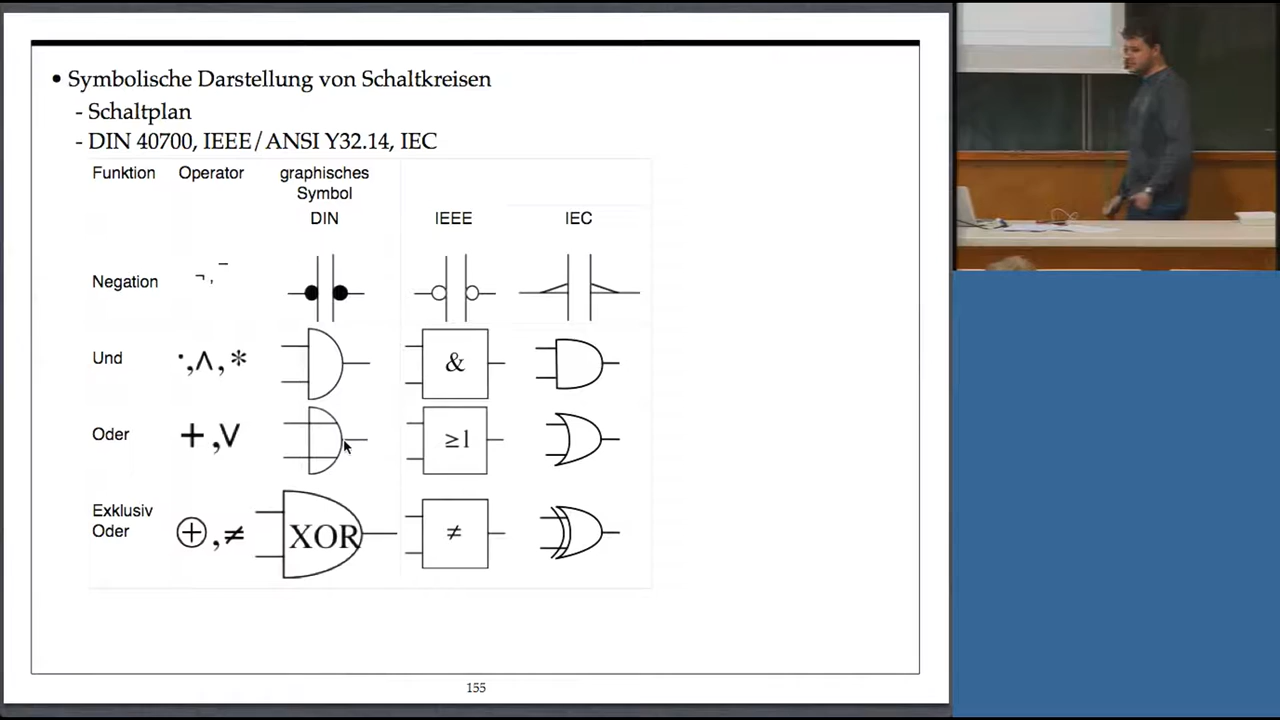 • Symbolische Darstellung von Schaltkreisen
- Schaltplan
- DIN 40700, IEEE/ANSI Y32.14, IEC
Funktion Operator graphisches Symbol
DIN IEEE IEC
Negation ¬,‾
Und ·,∧,* &
Oder +,∨ ≥1
Exklusiv Oder ⊕,≠ XOR ≠
155